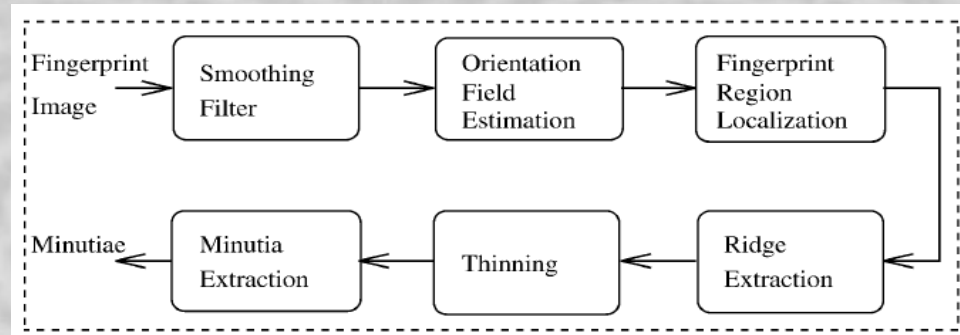 Fingerprint
Image
Smoothing
Filter
Orientation
Field
Estimation
Fingerprint
Region
Localization
Ridge
Extraction
Thinning
Minutia
Extraction
Minutiae